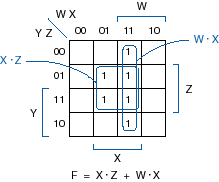 W
W X
Y Z 00 01 11 10
W · X
00 1
X · Z
01 1 1
Z
Y
11 1 1
10 1
X
F = X · Z + W · X